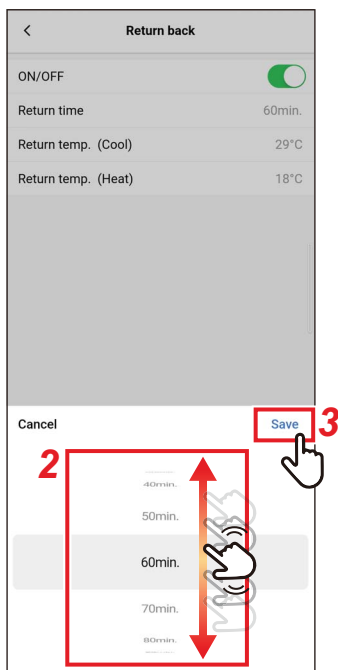 Return back
ON/OFF
Return time 60min.
Return temp. (Cool) 29°C
Return temp. (Heat) 18°C
Cancel Save 3
2
40min.
50min.
60min.
70min.
80min.